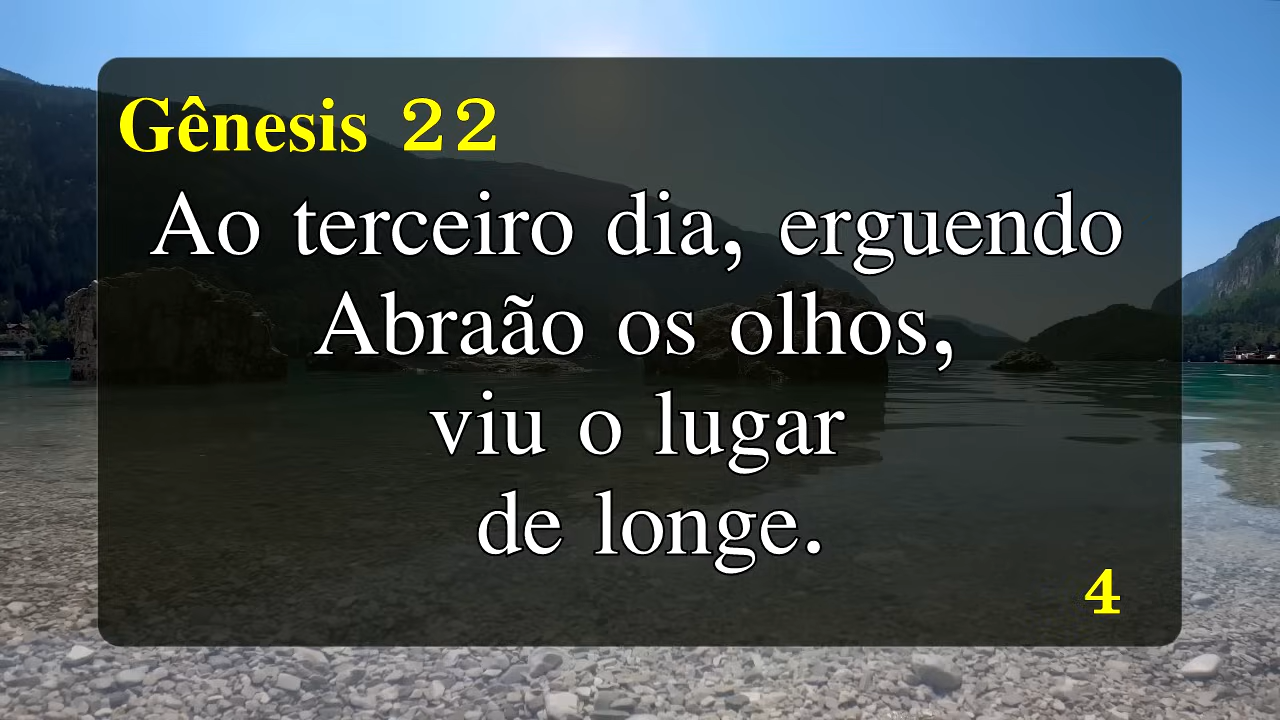 Gênesis 22
Ao terceiro dia, erguendo
Abraão os olhos,
viu o lugar
de longe.
4